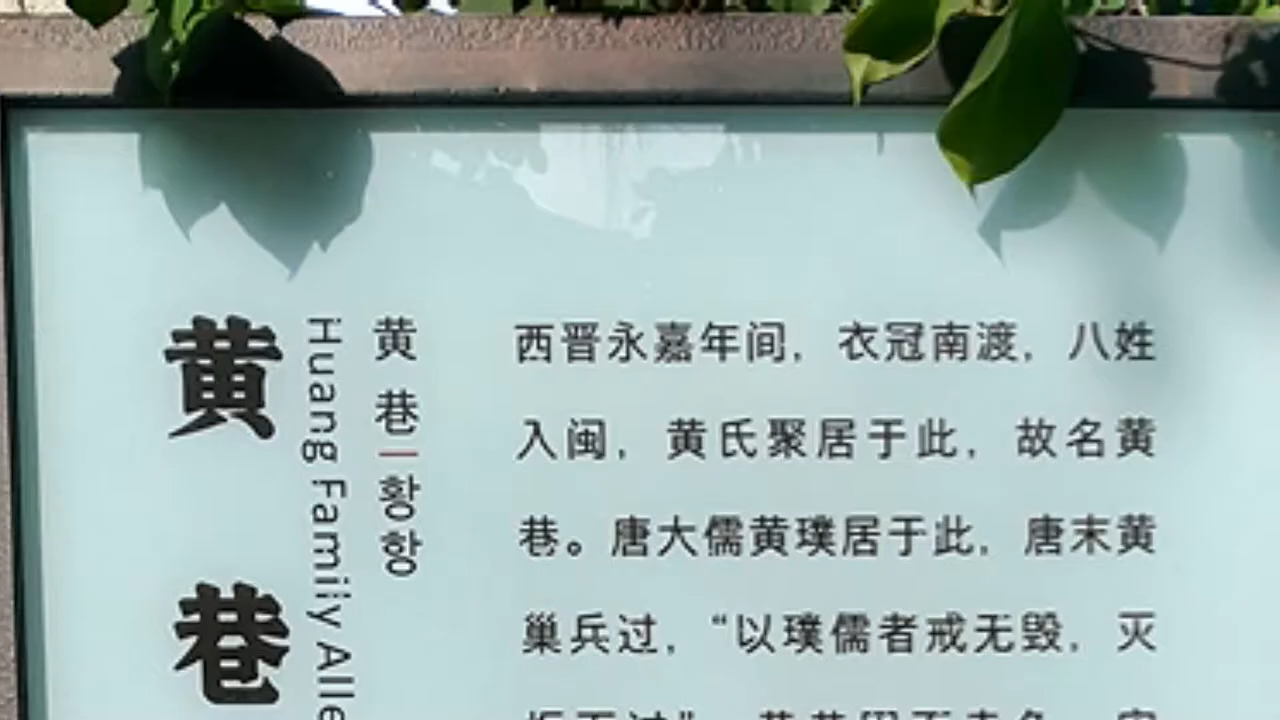 黄巷
Huang Family Alle
黄巷|황항
西晋永嘉年间，衣冠南渡，八姓
入闽，黄氏聚居于此，故名黄
巷。唐大儒黄璞居于此，唐末黄
巢兵过，“以璞儒者戒无毁，灭